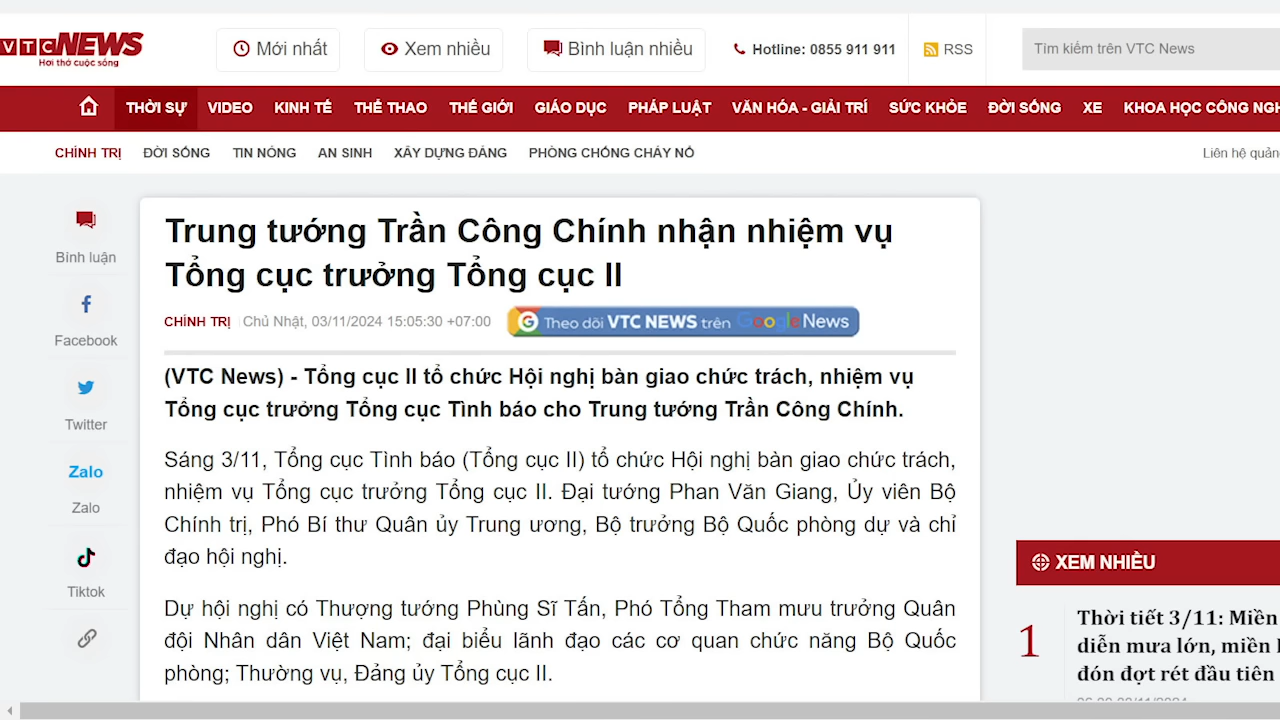 VTC NEWS
Hơi thở cuộc sống
Mới nhất
Xem nhiều
Bình luận nhiều
Hotline: 0855 911 911
RSS
Tìm kiếm trên VTC News
THỜI SỰ VIDEO KINH TẾ THỂ THAO THẾ GIỚI GIÁO DỤC PHÁP LUẬT VĂN HÓA - GIẢI TRÍ SỨC KHỎE ĐỜI SỐNG XE KHOA HỌC CÔNG
CHÍNH TRỊ ĐỜI SỐNG TIN NÓNG AN SINH XÂY DỰNG ĐẢNG PHÒNG CHỐNG CHÁY NỔ
Liên hệ
Bình luận
Facebook
Twitter
Zalo
Zalo
Tiktok
Trung tướng Trần Công Chính nhận nhiệm vụ
Tổng cục trưởng Tổng cục II
CHÍNH TRỊ Chủ Nhật, 03/11/2024 15:05:30 +07:00
Theo dõi VTC NEWS trên Google News
(VTC News) - Tổng cục II tổ chức Hội nghị bàn giao chức trách, nhiệm vụ
Tổng cục trưởng Tổng cục Tình báo cho Trung tướng Trần Công Chính.
Sáng 3/11, Tổng cục Tình báo (Tổng cục II) tổ chức Hội nghị bàn giao chức trách,
nhiệm vụ Tổng cục trưởng Tổng cục II. Đại tướng Phan Văn Giang, Ủy viên Bộ
Chính trị, Phó Bí thư Quân ủy Trung ương, Bộ trưởng Bộ Quốc phòng dự và chỉ
đạo hội nghị.
Dự hội nghị có Thượng tướng Phùng Sĩ Tấn, Phó Tổng Tham mưu trưởng Quân
đội Nhân dân Việt Nam; đại biểu lãnh đạo các cơ quan chức năng Bộ Quốc
phòng; Thường vụ, Đảng ủy Tổng cục II.
XEM NHIỀU
1
Thời tiết 3/11: Miền
diễn mưa lớn, miền
đón đợt rét đầu tiên